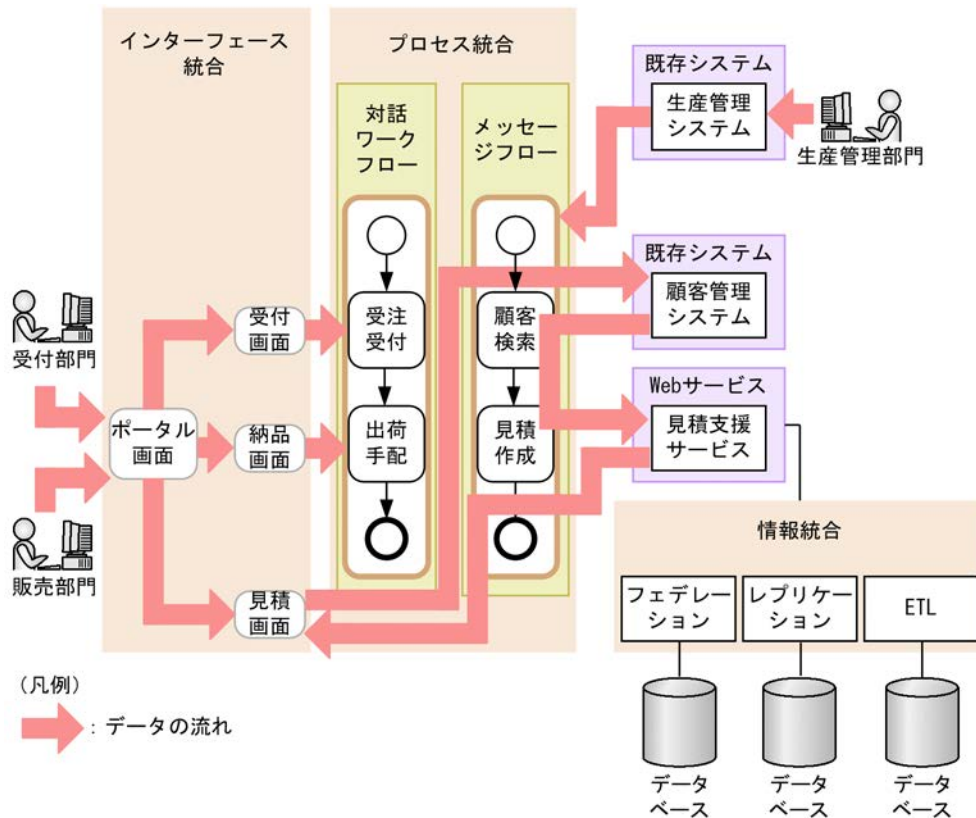 インターフェース
統合
プロセス統合
対話
ワーク
フロー
メッセー
ジフロー
既存システム
生産管理
システム
生産管理部門
既存システム
顧客管理
システム
受付
画面
受注
受付
顧客
検索
受付部門
Webサービス
見積支援
サービス
ポータル
画面
納品
画面
出荷
手配
見積
作成
販売部門
見積
画面
情報統合
フェデレー
ション
レプリケー
ション
ETL
(凡例)
:データの流れ
データ
ベース
データ
ベース
データ
ベース